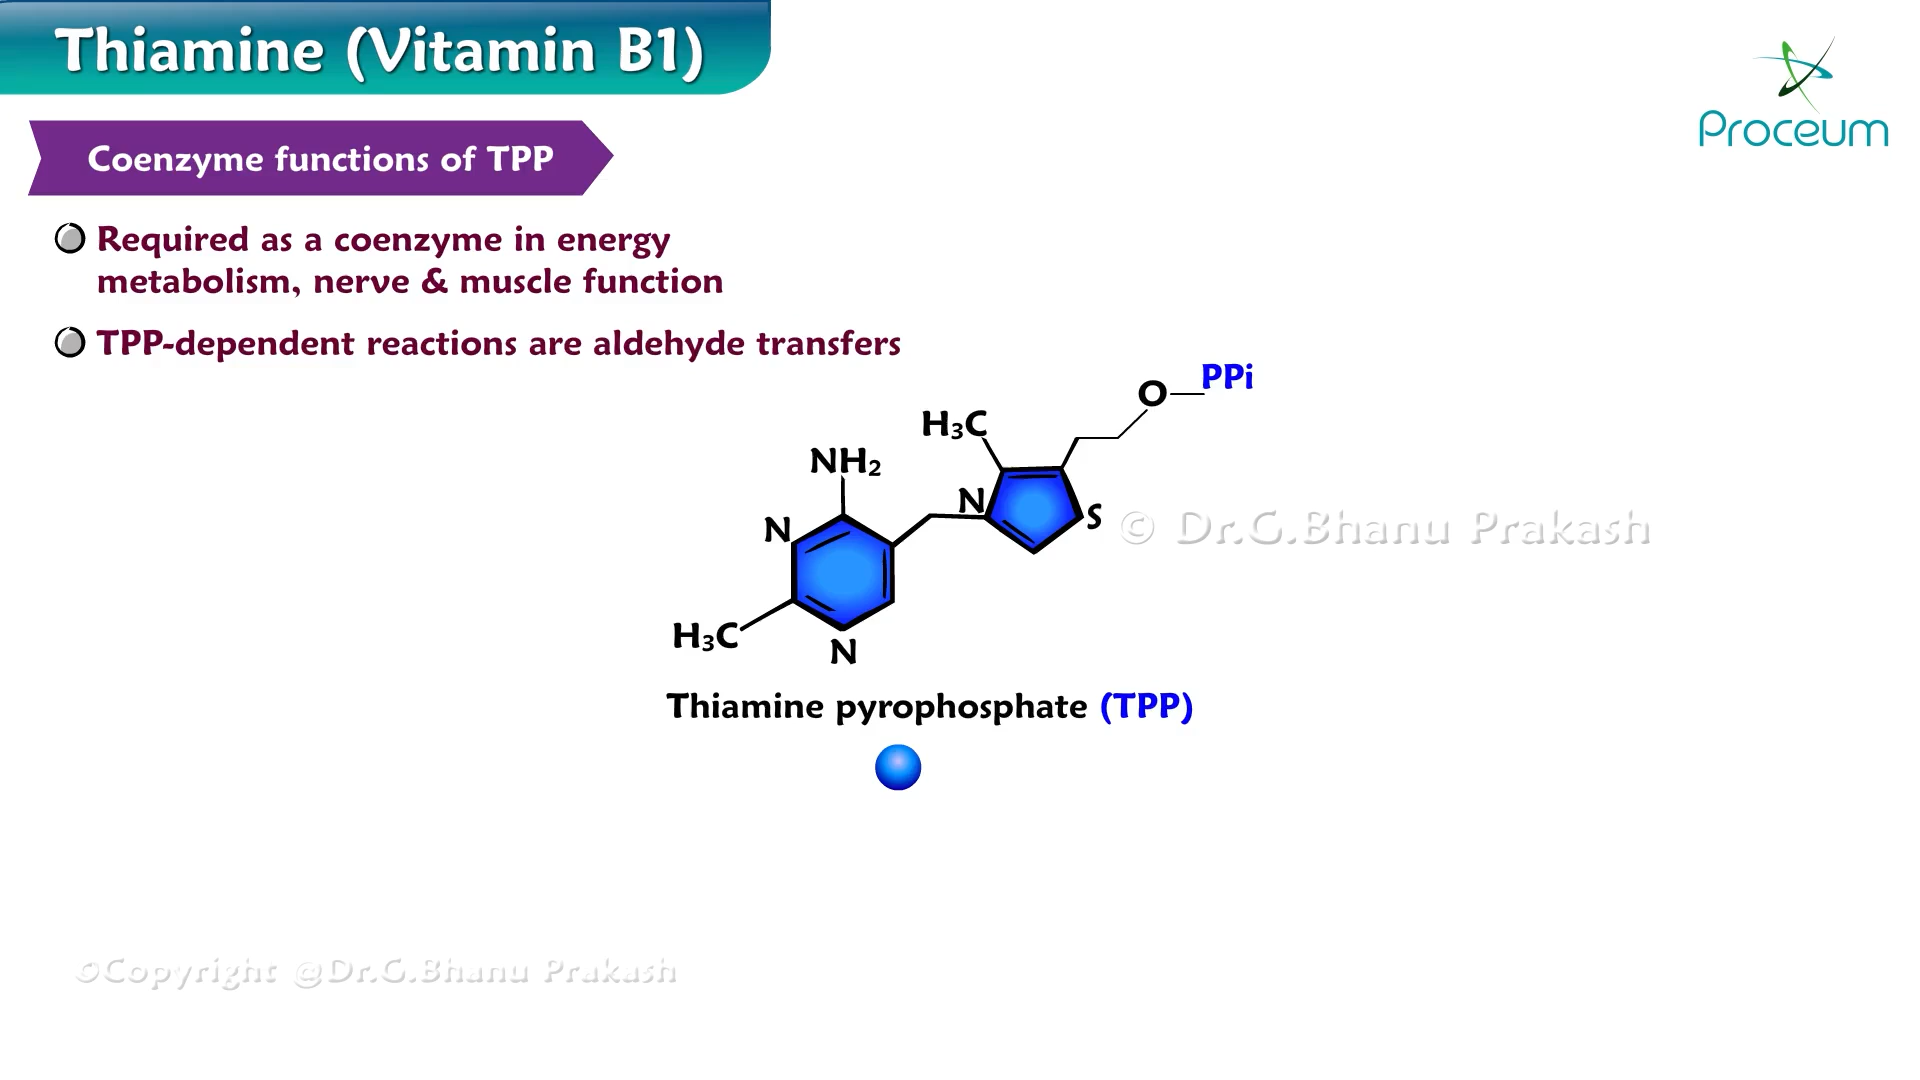 Thiamine (Vitamin B1)
Proceum
Coenzyme functions of TPP
Required as a coenzyme in energy
metabolism, nerve & muscle function
TPP-dependent reactions are aldehyde transfers
PPi
O
H₃C
NH₂
N
S
© Dr.G.Bhanu Prakash
N
H₃C
N
Thiamine pyrophosphate (TPP)
©Copyright @Dr.G.Bhanu Prakash